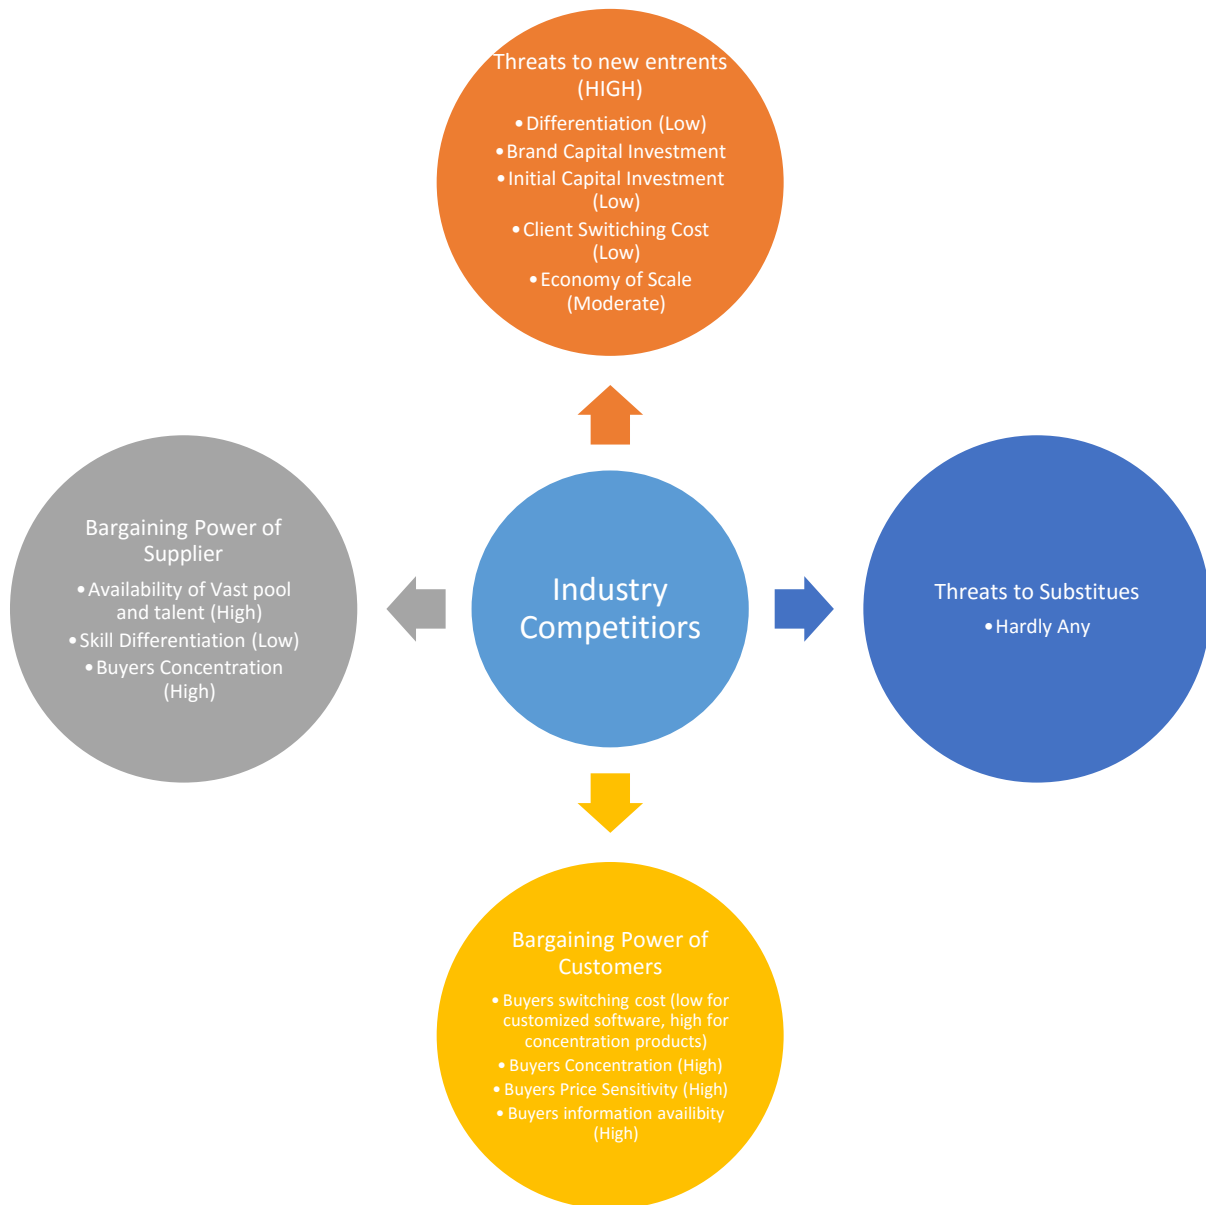 Threats to new entrents
(HIGH)
•Differentiation (Low)
•Brand Capital Investment
•Initial Capital Investment
(Low)
•Client Switiching Cost
(Low)
•Economy of Scale
(Moderate)
Bargaining Power of
Supplier
•Availability of Vast pool
and talent (High)
•Skill Differentiation (Low)
•Buyers Concentration
(High)
Industry
Competitiors
Threats to Substitues
•Hardly Any
Bargaining Power of
Customers
• Buyers switching cost (low for
customized software, high for
concentration products)
• Buyers Concentration (High)
• Buyers Price Sensitivity (High)
• Buyers information availibity
(High)